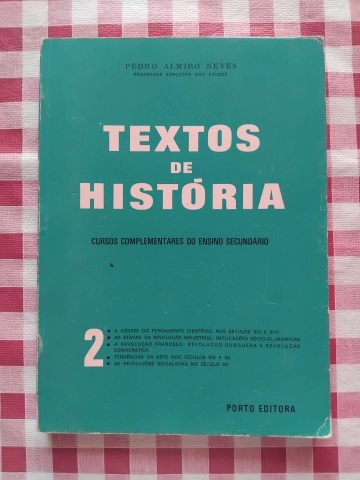 PEDRO ALMIRO NEVES
PROFESSOR EFECTIVO DOS LICEUS
TEXTOS
DE
HISTÓRIA
CURSOS COMPLEMENTARES DO ENSINO SECUNDÁRIO
2
• A GÉNESE DO PENSAMENTO CIENTÍFICO NOS SÉCULOS XVI E XVII
• AS ETAPAS DA REVOLUÇÃO INDUSTRIAL: IMPLICAÇÕES SÓCIO-ECONÓMICAS
• A REVOLUÇÃO FRANCESA: REVOLUÇÃO BURGUESA E REVOLUÇÃO
DEMOCRÁTICA
• TENDÊNCIAS DA ARTE NOS SÉCULOS XIX E XX
• AS REVOLUÇÕES SOCIALISTAS NO SÉCULO XX
PORTO EDITORA